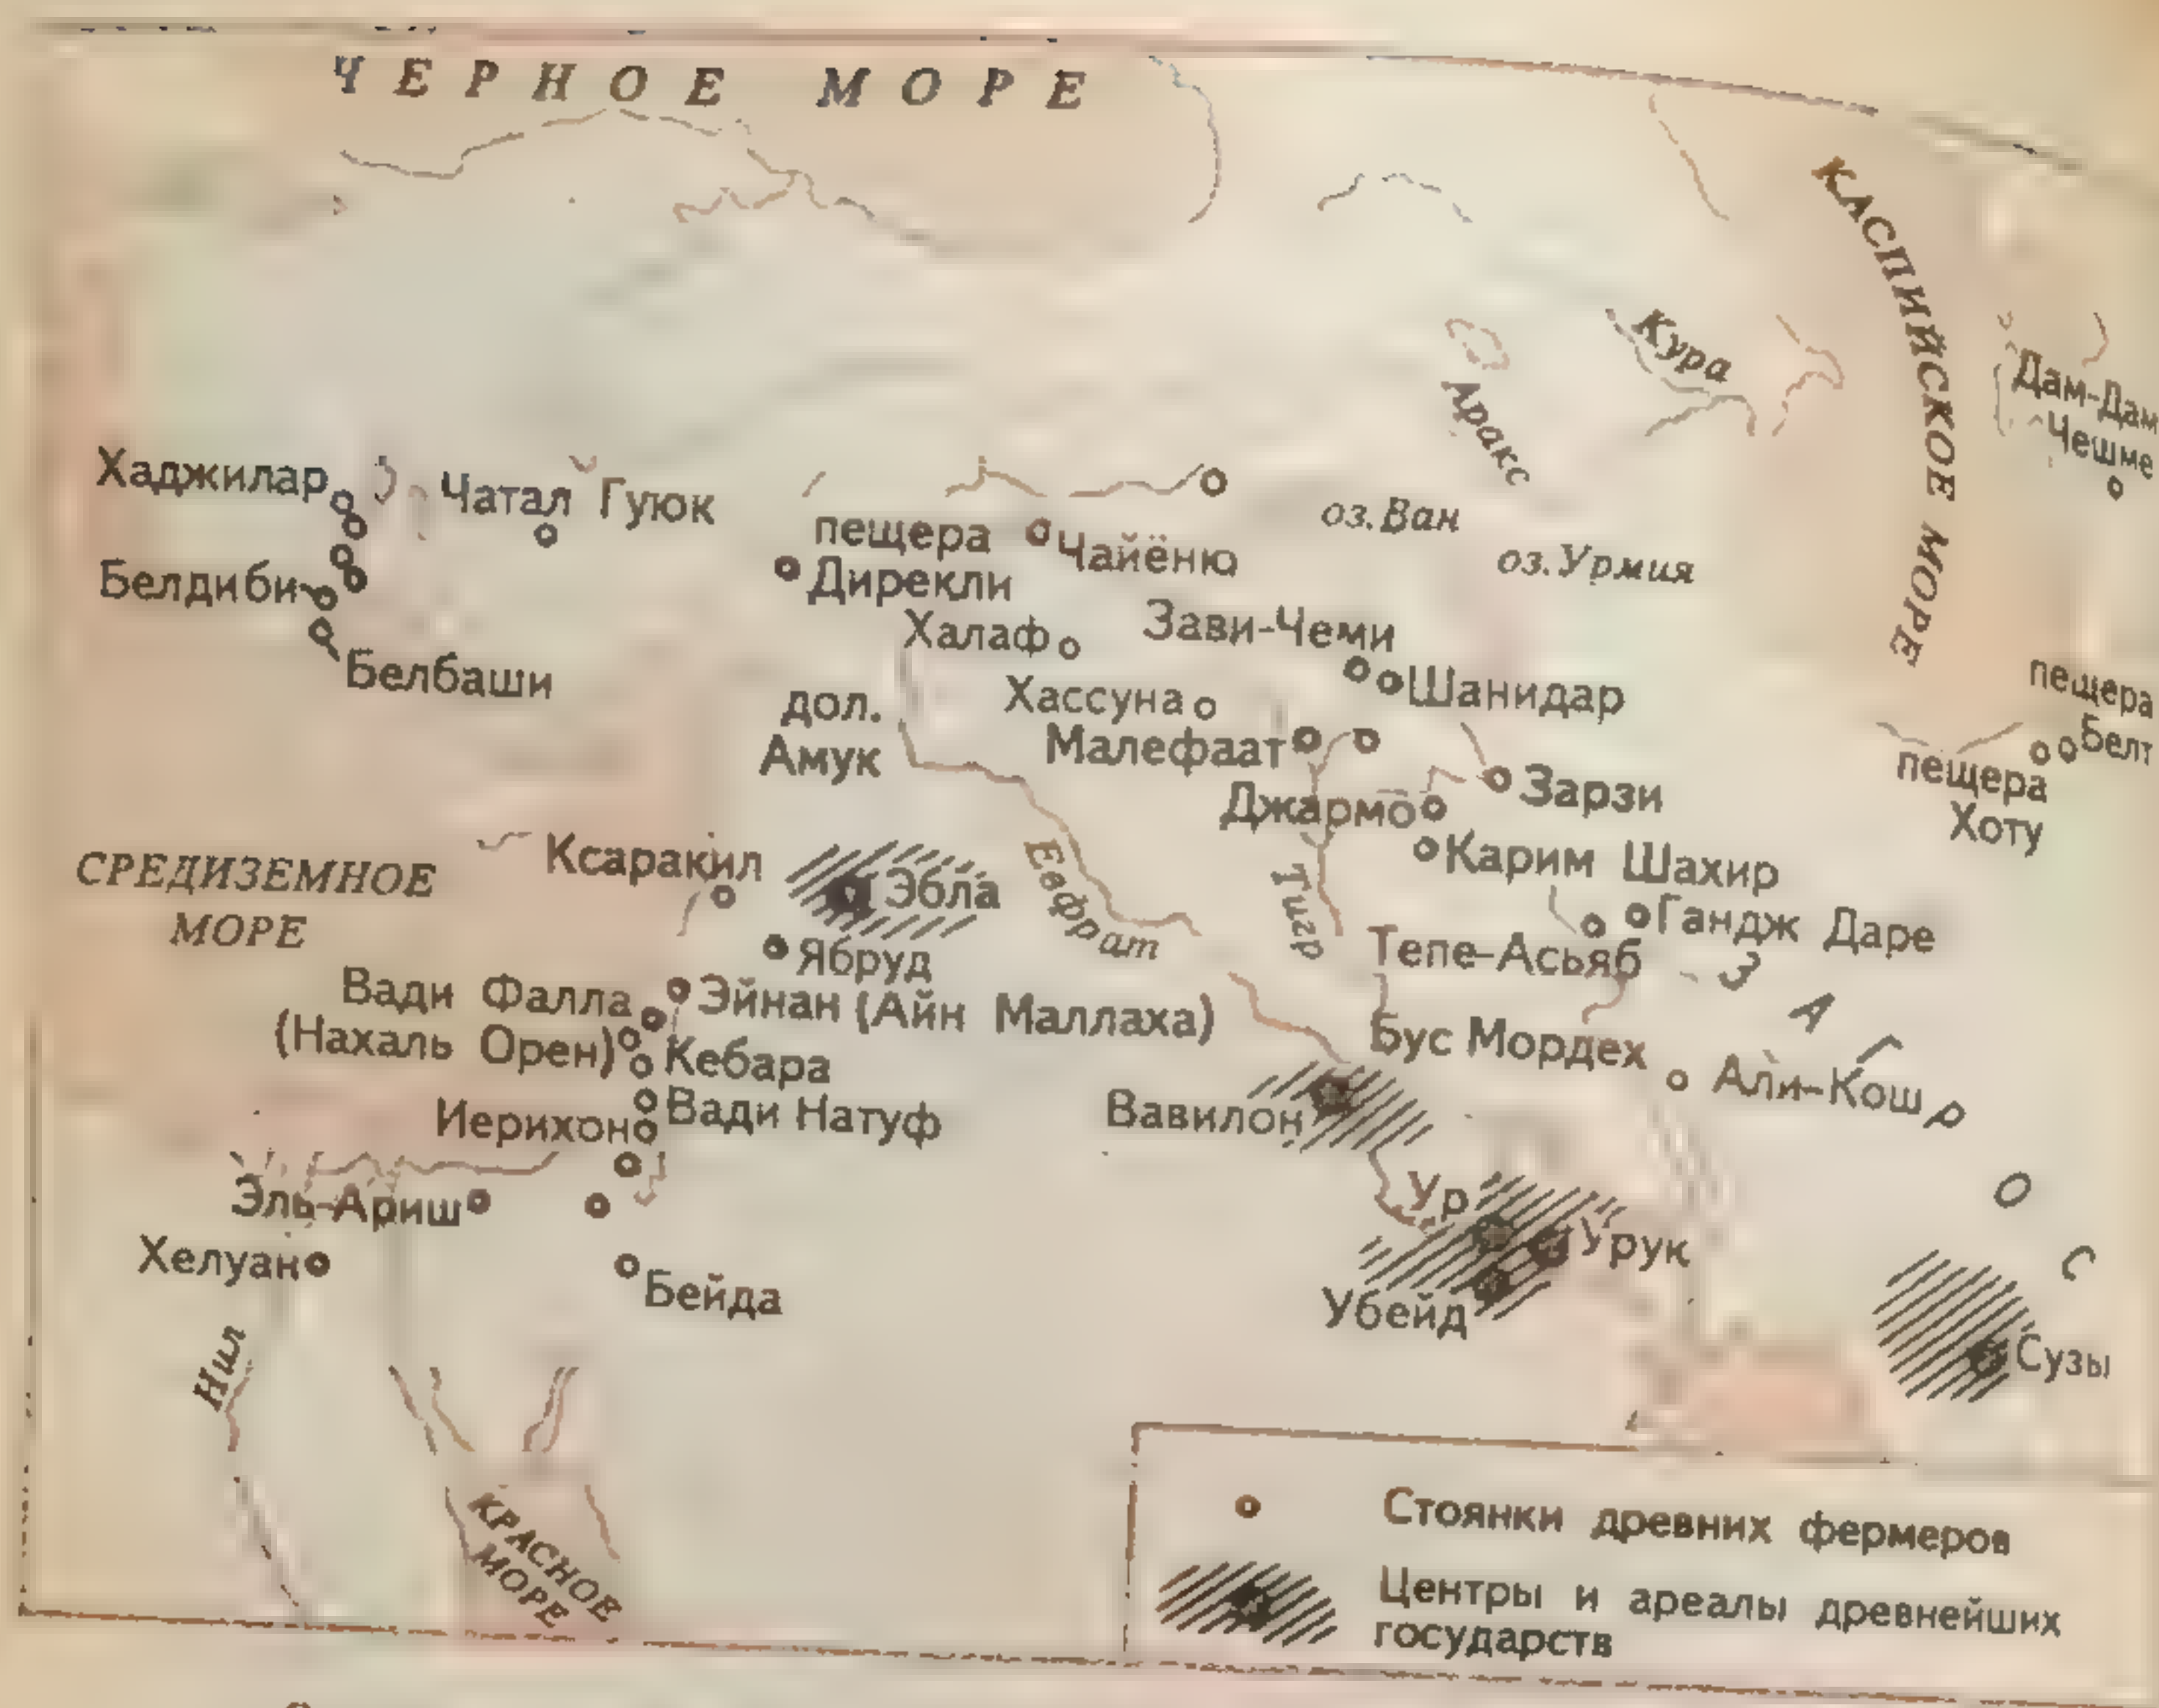 ЧЕРНОЕ МОРЕ
КАСПИЙСКОЕ МОРЕ
Кура
Аракс
Дам-Дам
Чешме
Хаджилар
Чатал Гуюк
пещера
Дирекли
Чайёню
оз.Ван
оз.Урмия
Белдиби
Белбаши
Халаф
Зави-Чеми
Шанидар
дол.
Амук
Хассуна
Малефаат
Джармо
Зарзи
пещера
Белт
пещера
Хоту
СРЕДИЗЕМНОЕ
МОРЕ
Ксаракил
Эбла
Евфрат
Тигр
Карим Шахир
Гандж Даре
Тепе-Асьяб
Ябруд
ЗАГРОС
Вади Фалла
(Нахаль Орен)
Эйнан (Айн Маллаха)
Кебара
Бус Мордех
Али-Кош
Иерихон
Вади Натуф
Вавилон
Эль-Ариш
Ур
Урук
Хелуан
Бейда
Убейд
Сузы
Нил
КРАСНОЕ
МОРЕ
Стоянки древних фермеров
Центры и ареалы древнейших
государств